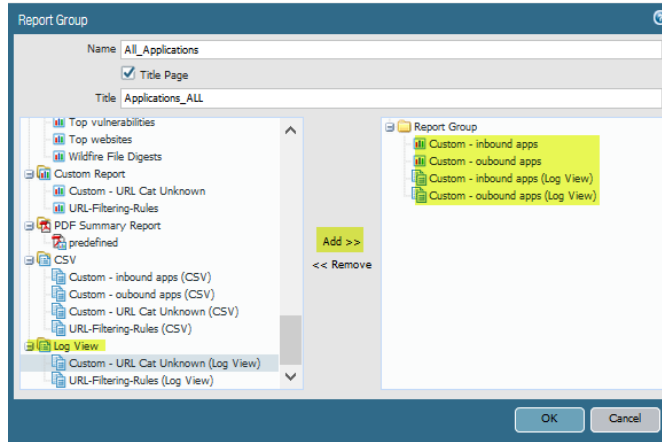 Report Group
Name All_Applications
Title Page
Title Applications_ALL
Top vulnerabilities
Top websites
Wildfire File Digests
Custom Report
Custom - URL Cat Unknown
URL-Filtering-Rules
PDF Summary Report
predefined
CSV
Custom - inbound apps (CSV)
Custom - oubound apps (CSV)
Custom - URL Cat Unknown (CSV)
URL-Filtering-Rules (CSV)
Log View
Custom - URL Cat Unknown (Log View)
URL-Filtering-Rules (Log View)
Add >>
<< Remove
Report Group
Custom - inbound apps
Custom - oubound apps
Custom - inbound apps (Log View)
Custom - oubound apps (Log View)
OK
Cancel